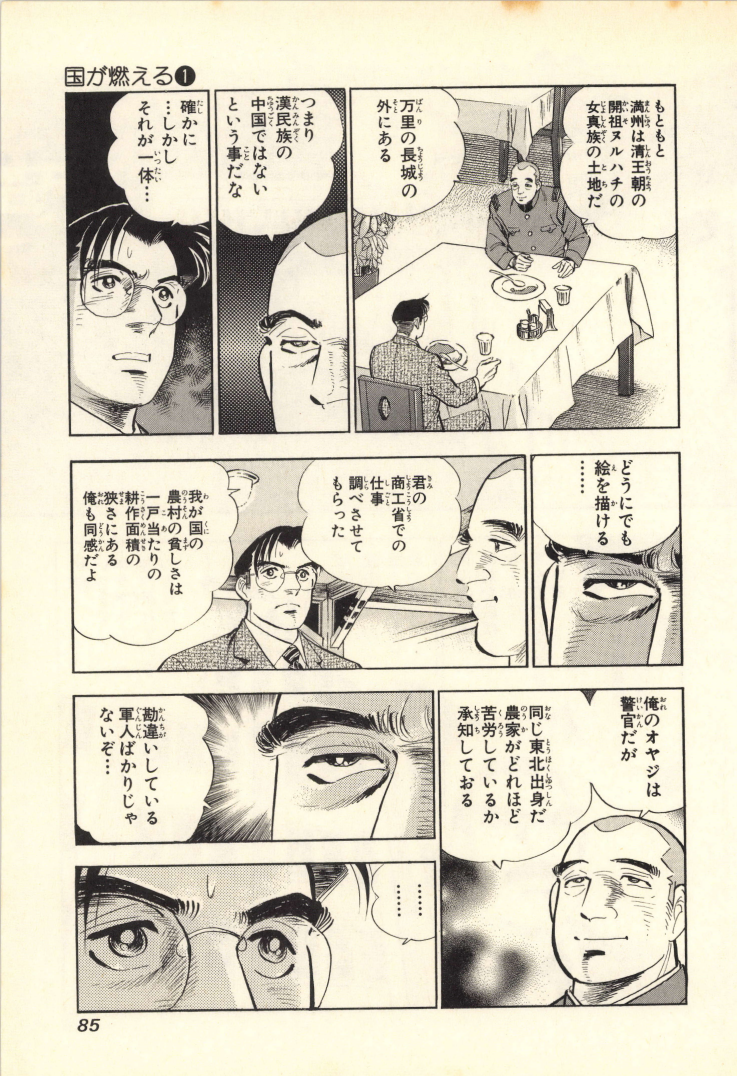 国が燃える❶
もともと
満州は清王朝の
開祖ヌルハチの
女真族の土地だ
万里の長城の
外にある
つまり
漢民族の
中国ではない
という事だな
確かに
…しかし
それが一体…
どうにでも
絵を描ける
……
君の
商工省での
仕事
調べさせて
もらった
我が国の
農村の貧しさは
一戸当たりの
耕作面積の
狭さにある
俺も同感だよ
俺のオヤジは
警官だが
同じ東北出身だ
農家がどれほど
苦労しているか
承知しておる
勘違いしている
軍人ばかりじゃ
ないぞ…
……
……
85